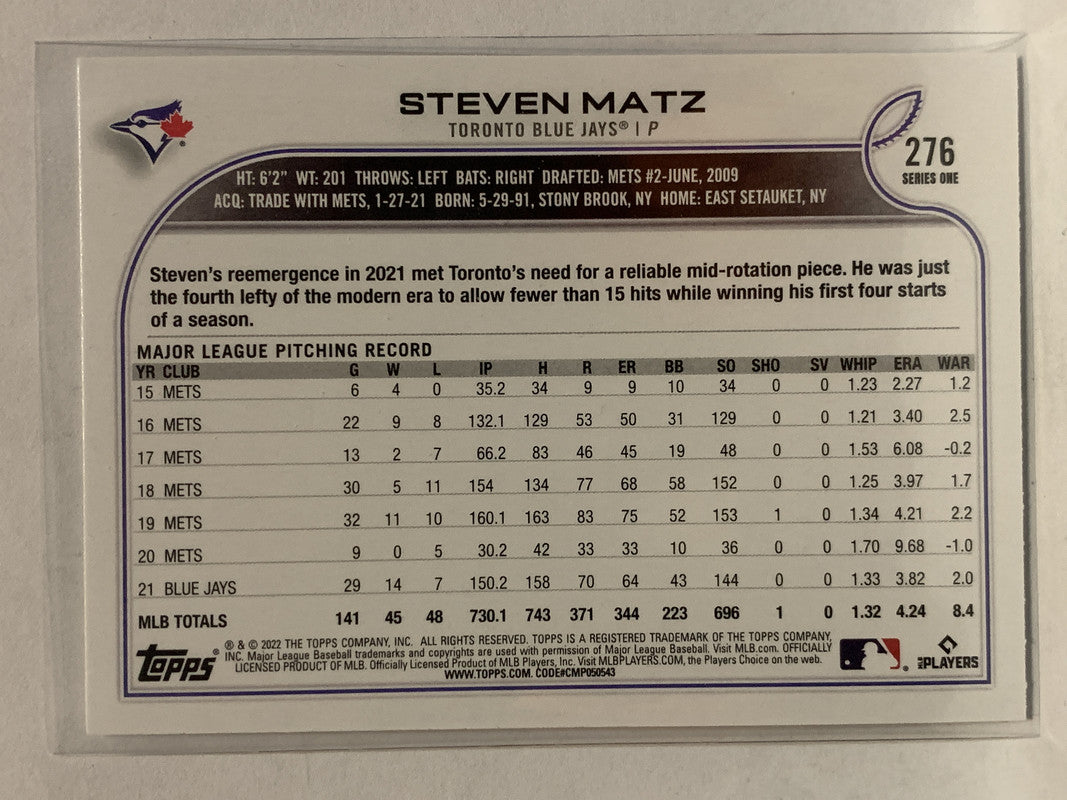 STEVEN MATZ
TORONTO BLUE JAYS® | P
276
SERIES ONE
HT: 6'2" WT: 201 THROWS: LEFT BATS: RIGHT DRAFTED: METS #2-JUNE, 2009
ACQ: TRADE WITH METS, 1-27-21 BORN: 5-29-91, STONY BROOK, NY HOME: EAST SETAUKET, NY
Steven's reemergence in 2021 met Toronto's need for a reliable mid-rotation piece. He was just
the fourth lefty of the modern era to allow fewer than 15 hits while winning his first four starts
of a season.
MAJOR LEAGUE PITCHING RECORD
YR CLUB G W L IP H R ER BB SO SHO SV WHIP ERA WAR
15 METS 6 4 0 35.2 34 9 9 10 34 0 0 1.23 2.27 1.2
16 METS 22 9 8 132.1 129 53 50 31 129 0 0 1.21 3.40 2.5
17 METS 13 2 7 66.2 83 46 45 19 48 0 0 1.53 6.08 -0.2
18 METS 30 5 11 154 134 77 68 58 152 0 0 1.25 3.97 1.7
19 METS 32 11 10 160.1 163 83 75 52 153 1 0 1.34 4.21 2.2
20 METS 9 0 5 30.2 42 33 33 10 36 0 0 1.70 9.68 -1.0
21 BLUE JAYS 29 14 7 150.2 158 70 64 43 144 0 0 1.33 3.82 2.0
MLB TOTALS 141 45 48 730.1 743 371 344 223 696 1 0 1.32 4.24 8.4
Topps®
® & © 2022 THE TOPPS COMPANY, INC. ALL RIGHTS RESERVED. TOPPS IS A REGISTERED TRADEMARK OF THE TOPPS COMPANY,
INC. Major League Baseball trademarks and copyrights are used with permission of Major League Baseball. Visit MLB.com. OFFICIALLY
LICENSED PRODUCT OF MLB. Officially Licensed Product of MLB Players, Inc. Visit MLBPLAYERS.COM, the Players Choice on the web.
WWW.TOPPS.COM. CODE#CMP050543
MLB PLAYERS